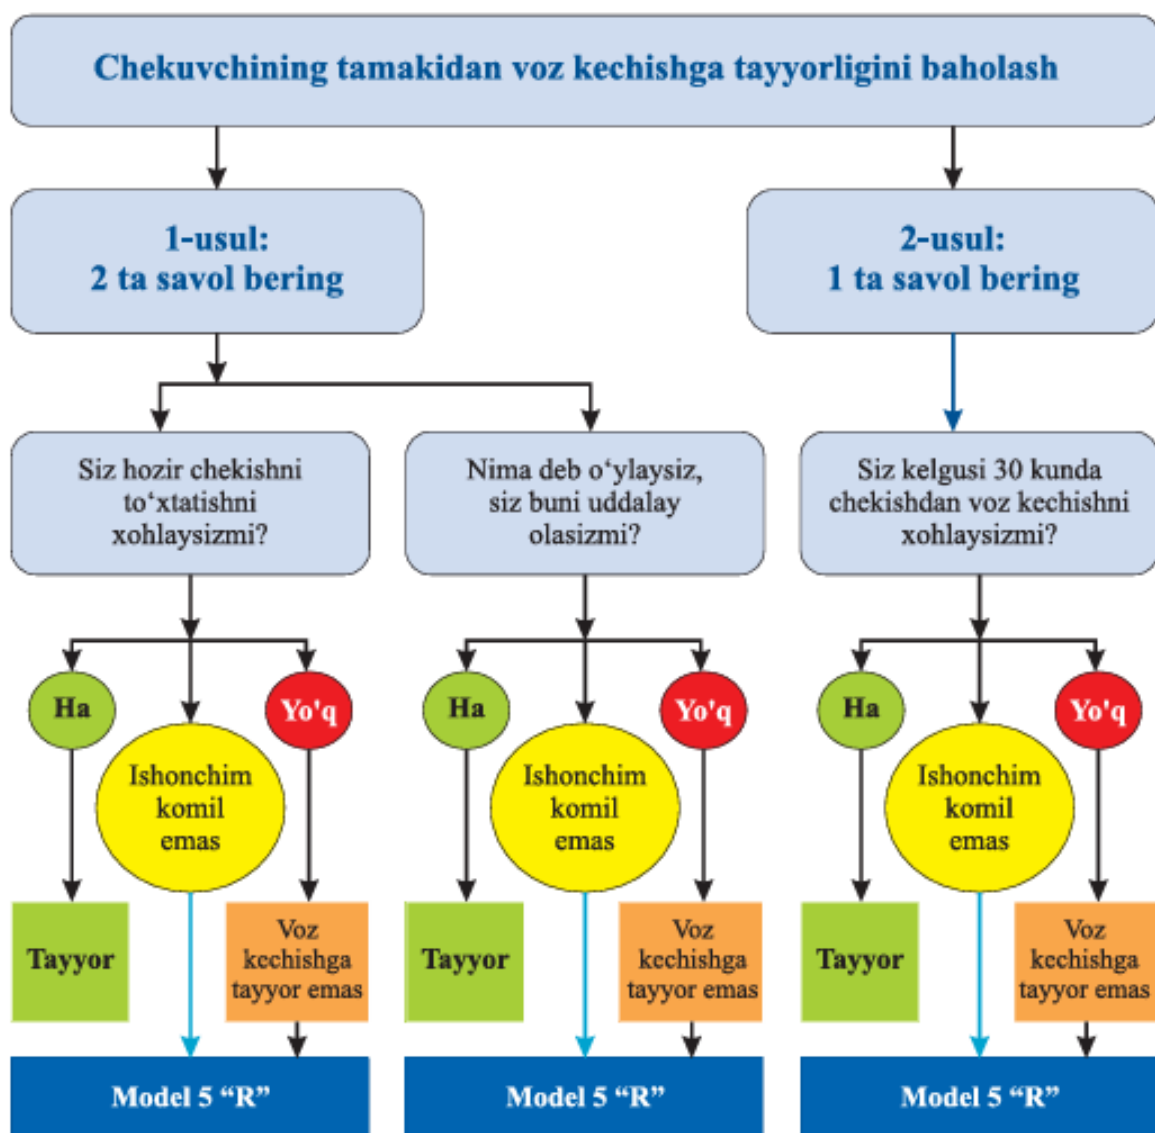 Chekuvchining tamakidan voz kechishga tayyorligini baholash
1-usul:
2 ta savol bering
2-usul:
1 ta savol bering
Siz hozir chekishni
to‘xtatishni
xohlaysizmi?
Nima deb o‘ylaysiz,
siz buni uddalay
olasizmi?
Siz kelgusi 30 kunda
chekishdan voz kechishni
xohlaysizmi?
Ha
Yo'q
Ishonchim
komil
emas
Ha
Yo'q
Ishonchim
komil
emas
Ha
Yo'q
Ishonchim
komil
emas
Tayyor
Voz
kechishga
tayyor emas
Tayyor
Voz
kechishga
tayyor emas
Tayyor
Voz
kechishga
tayyor emas
Model 5 “R”
Model 5 “R”
Model 5 “R”